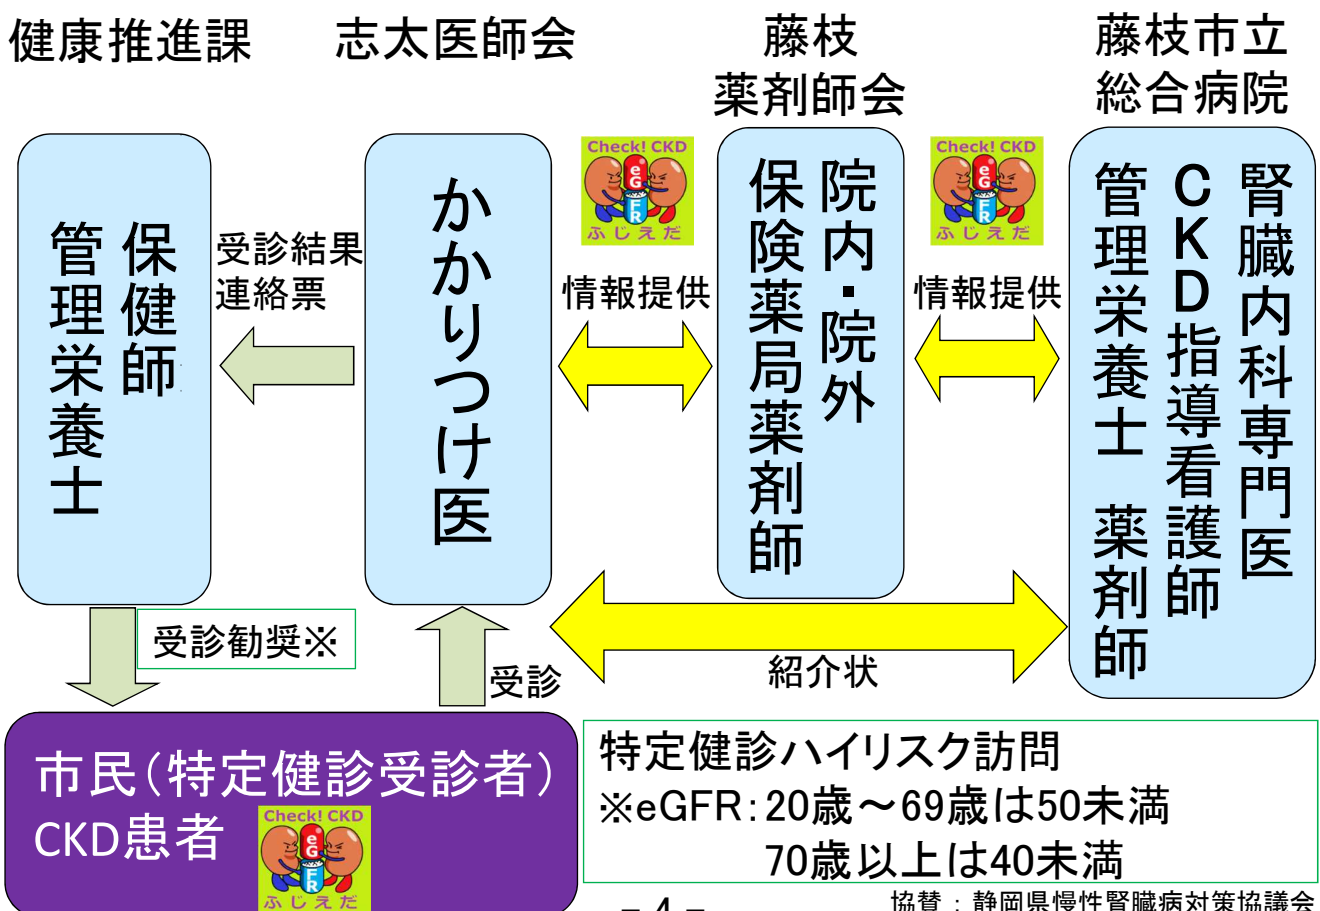 健康推進課
志太医師会
藤枝
薬剤師会
藤枝市立
総合病院
保健師
管理栄養士
受診結果
連絡票
かかりつけ医
Check! CKD
eGFR
ふじえだ
情報提供
院内・院外
保険薬局薬剤師
Check! CKD
eGFR
ふじえだ
情報提供
腎臓内科専門医
CKD指導看護師
管理栄養士 薬剤師
受診勧奨※
受診
紹介状
市民(特定健診受診者)
CKD患者
Check! CKD
eGFR
ふじえだ
特定健診ハイリスク訪問
※eGFR:20歳~69歳は50未満
70歳以上は40未満
- 4 -
協替:静岡県慢性腎臓病対策協議会